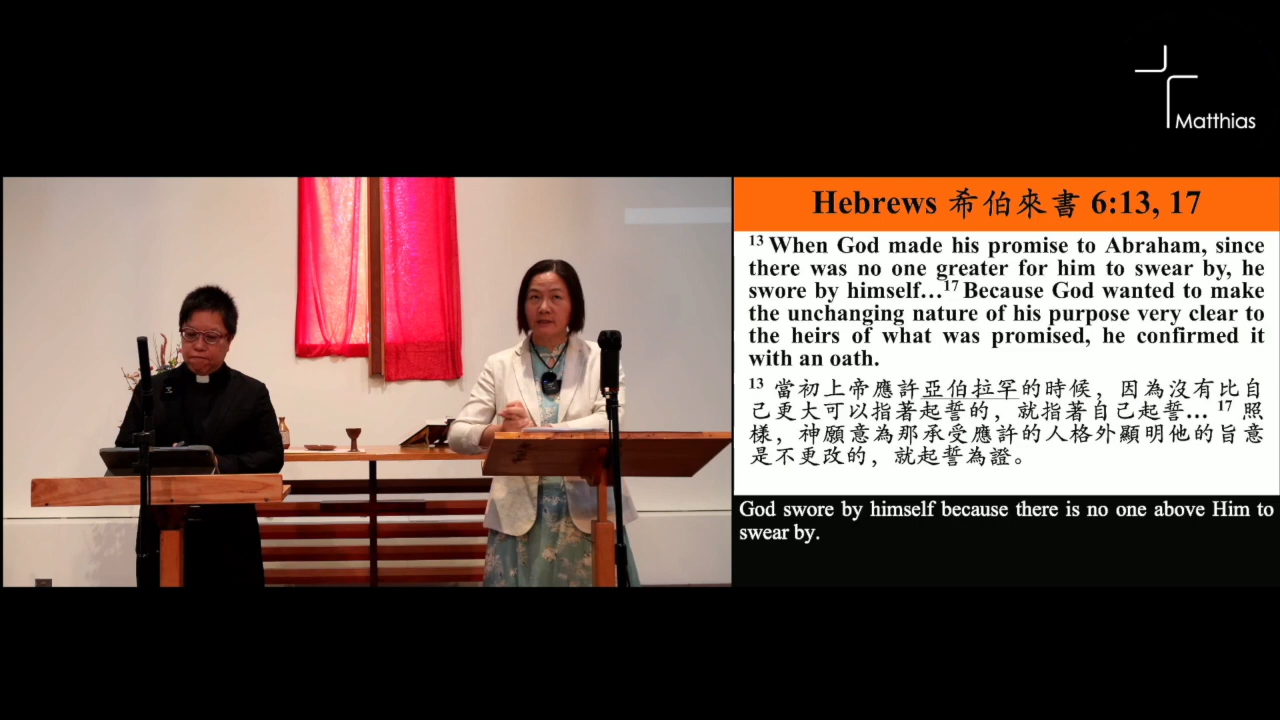 Matthias
Hebrews 希伯來書 6:13, 17
13 When God made his promise to Abraham, since
there was no one greater for him to swear by, he
swore by himself…17 Because God wanted to make
the unchanging nature of his purpose very clear to
the heirs of what was promised, he confirmed it
with an oath.
13 當初上帝應許亞伯拉罕的時候，因為沒有比自
己更大可以指著起誓的，就指著自己起誓… 17 照
樣，神願意為那承受應許的人格外顯明他的旨意
是不更改的，就起誓為證。
God swore by himself because there is no one above Him to
swear by.